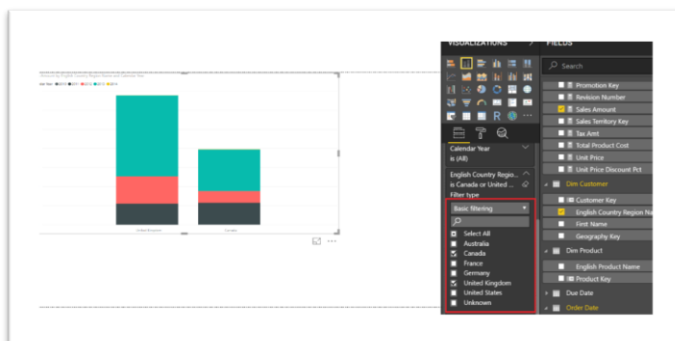 VISUALIZATIONS
FIELDS
Search
Promotion Key
Revision Number
Sales Amount
Sales Territory Key
Tax Amt
Total Product Cost
Unit Price
Unit Price Discount Pct
Dim Customer
Customer Key
English Country Region Na
First Name
Geography Key
Dim Product
English Product Name
Product Key
Due Date
Order Date
R
Calendar Year
is (All)
English Country Regio...
is Canada or United ...
Filter type
Basic filtering
Select All
Australia
Canada
France
Germany
United Kingdom
United States
Unknown
United Kingdom
Canada